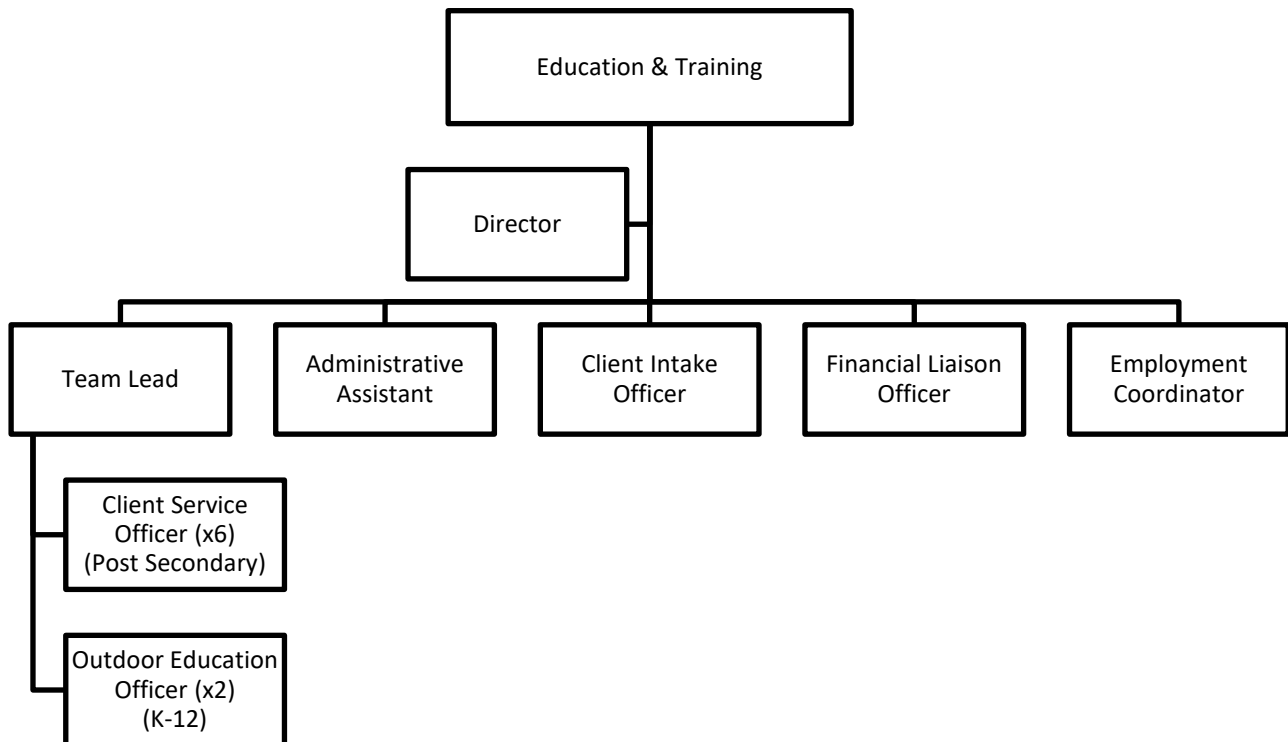 Education & Training
Director
Team Lead
Administrative
Assistant
Client Intake
Officer
Financial Liaison
Officer
Employment
Coordinator
Client Service
Officer (x6)
(Post Secondary)
Outdoor Education
Officer (x2)
(K-12)